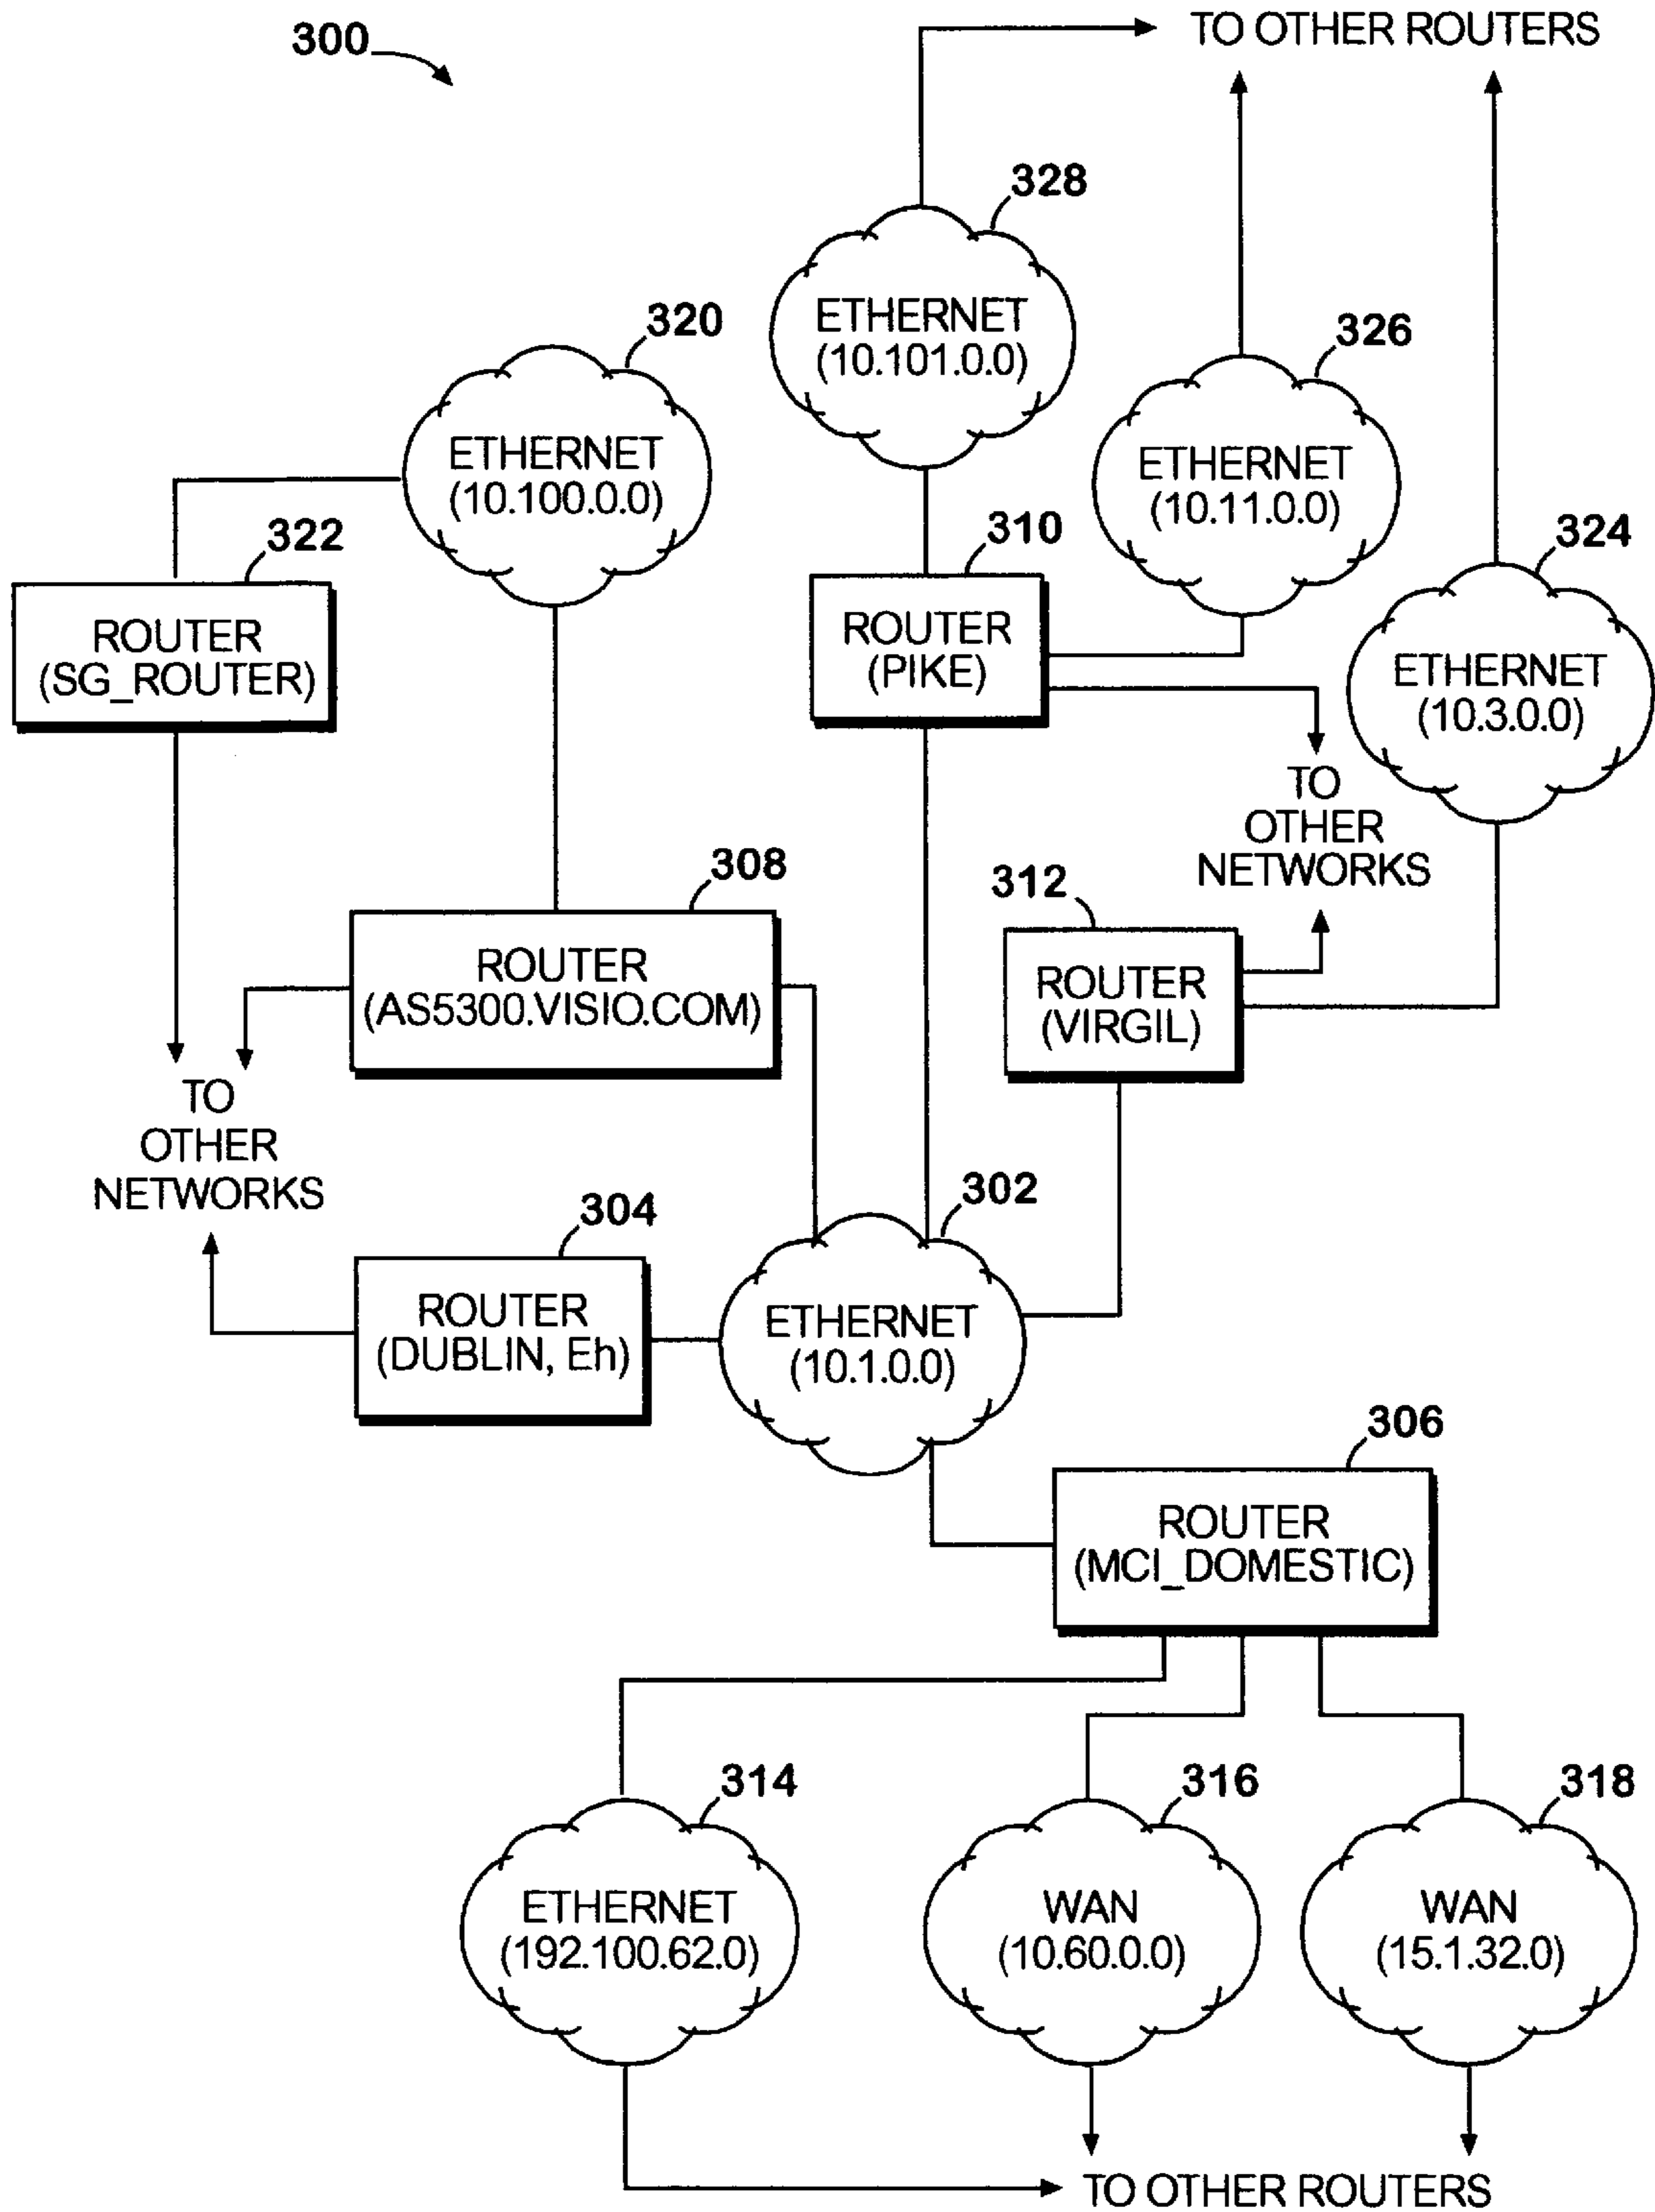 300
TO OTHER ROUTERS
328
ETHERNET
(10.101.0.0)
320
ETHERNET
(10.100.0.0)
326
ETHERNET
(10.11.0.0)
322
ROUTER
(SG_ROUTER)
310
ROUTER
(PIKE)
324
ETHERNET
(10.3.0.0)
TO
OTHER
NETWORKS
308
ROUTER
(AS5300.VISIO.COM)
312
ROUTER
(VIRGIL)
TO
OTHER
NETWORKS
304
ROUTER
(DUBLIN, Eh)
302
ETHERNET
(10.1.0.0)
306
ROUTER
(MCI_DOMESTIC)
314
ETHERNET
(192.100.62.0)
316
WAN
(10.60.0.0)
318
WAN
(15.1.32.0)
TO OTHER ROUTERS